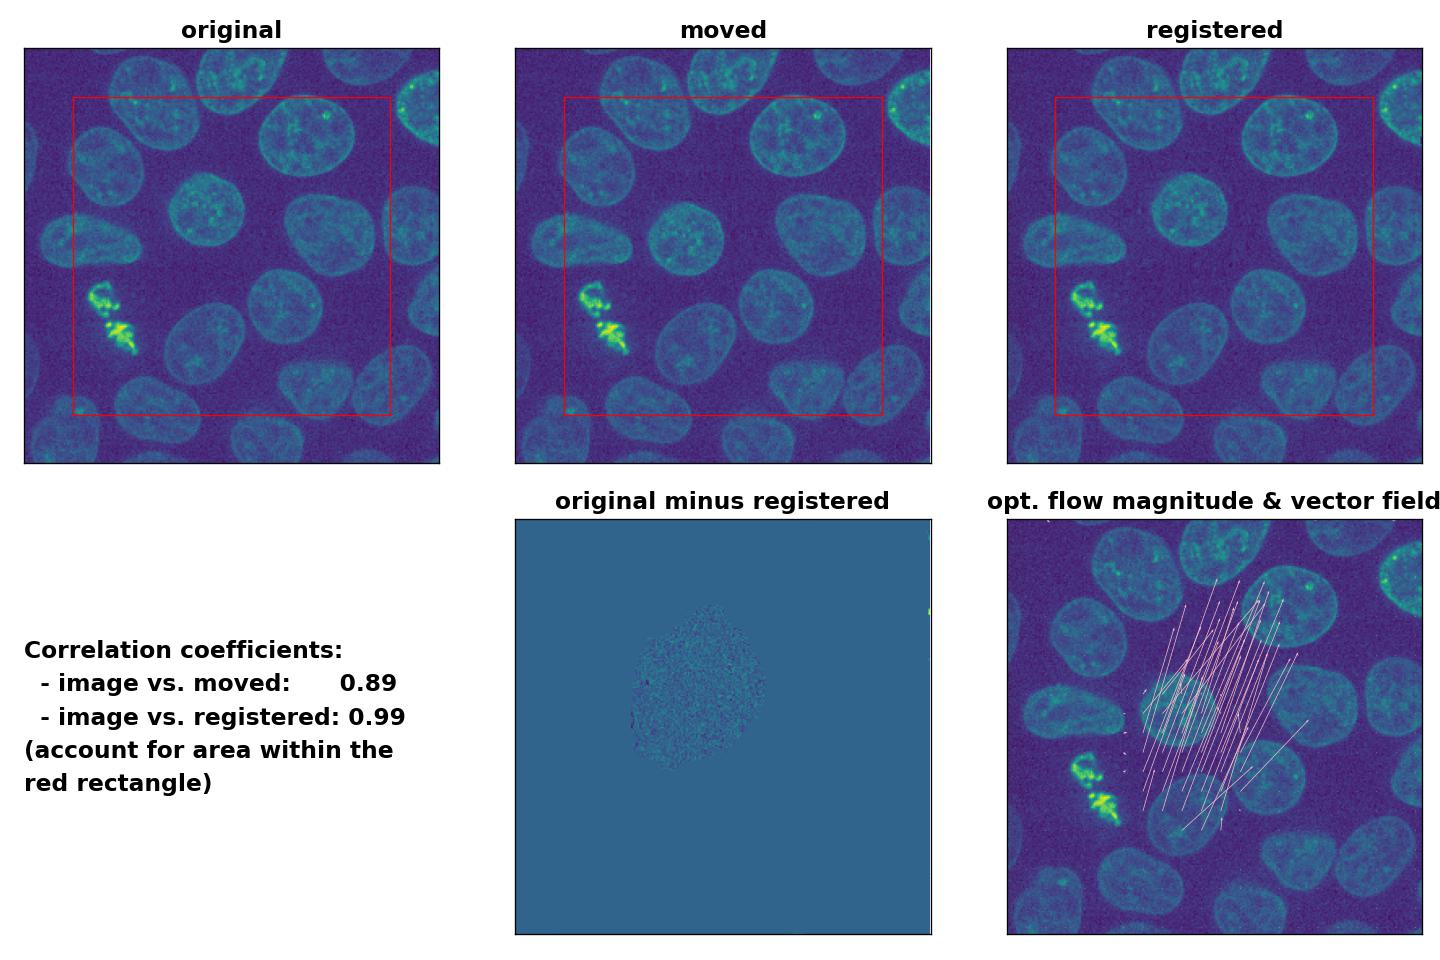 original
moved
registered
original minus registered
opt. flow magnitude & vector field
Correlation coefficients:
- image vs. moved: 0.89
- image vs. registered: 0.99
(account for area within the
red rectangle)